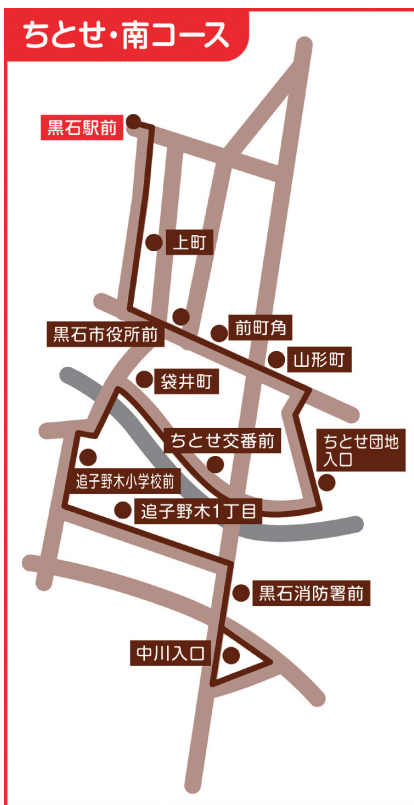 ちとせ・南コース
黒石駅前
上町
黒石市役所前
前町角
山形町
袋井町
ちとせ交番前
ちとせ団地
入口
追子野木小学校前
追子野木1丁目
黒石消防署前
中川入口